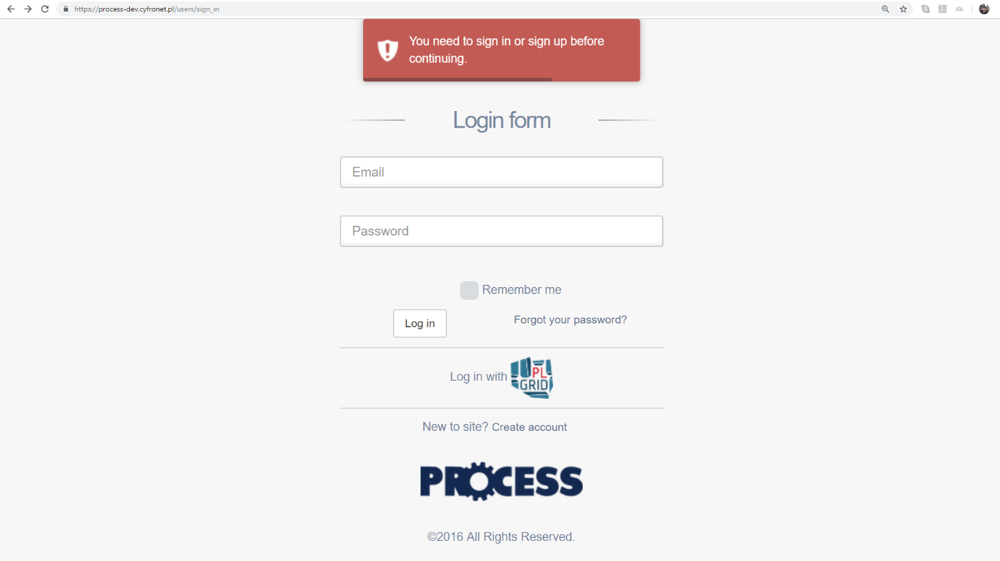 https://process-dev.cyfronet.pl/users/sign_in
You need to sign in or sign up before
continuing.
Login form
Email
Password
Remember me
Log in
Forgot your password?
Log in with PL GRID
New to site? Create account
PROCESS
©2016 All Rights Reserved.